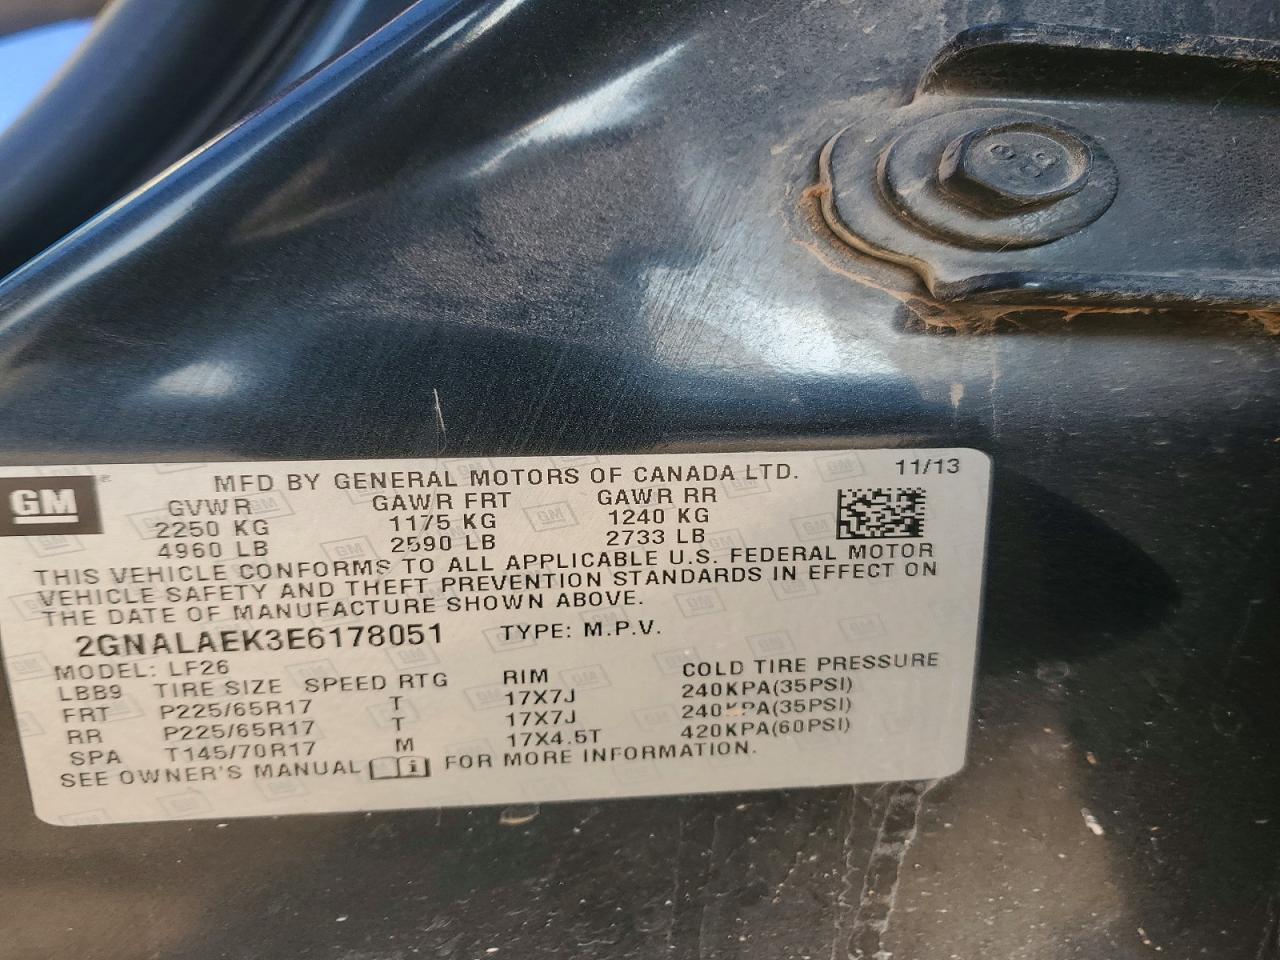 GM
MFD BY GENERAL MOTORS OF CANADA LTD. 11/13
GVWR GAWR FRT GAWR RR
2250 KG 1175 KG 1240 KG
4960 LB 2590 LB 2733 LB
THIS VEHICLE CONFORMS TO ALL APPLICABLE U.S. FEDERAL MOTOR
VEHICLE SAFETY AND THEFT PREVENTION STANDARDS IN EFFECT ON
THE DATE OF MANUFACTURE SHOWN ABOVE.
2GNALAEK3E6178051 TYPE: M.P.V.
MODEL: LF26
LBB9 TIRE SIZE SPEED RTG RIM COLD TIRE PRESSURE
FRT P225/65R17 T 17X7J 240KPA(35PSI)
RR P225/65R17 T 17X7J 240KPA(35PSI)
SPA T145/70R17 M 17X4.5T 420KPA(60PSI)
SEE OWNER'S MANUAL FOR MORE INFORMATION.